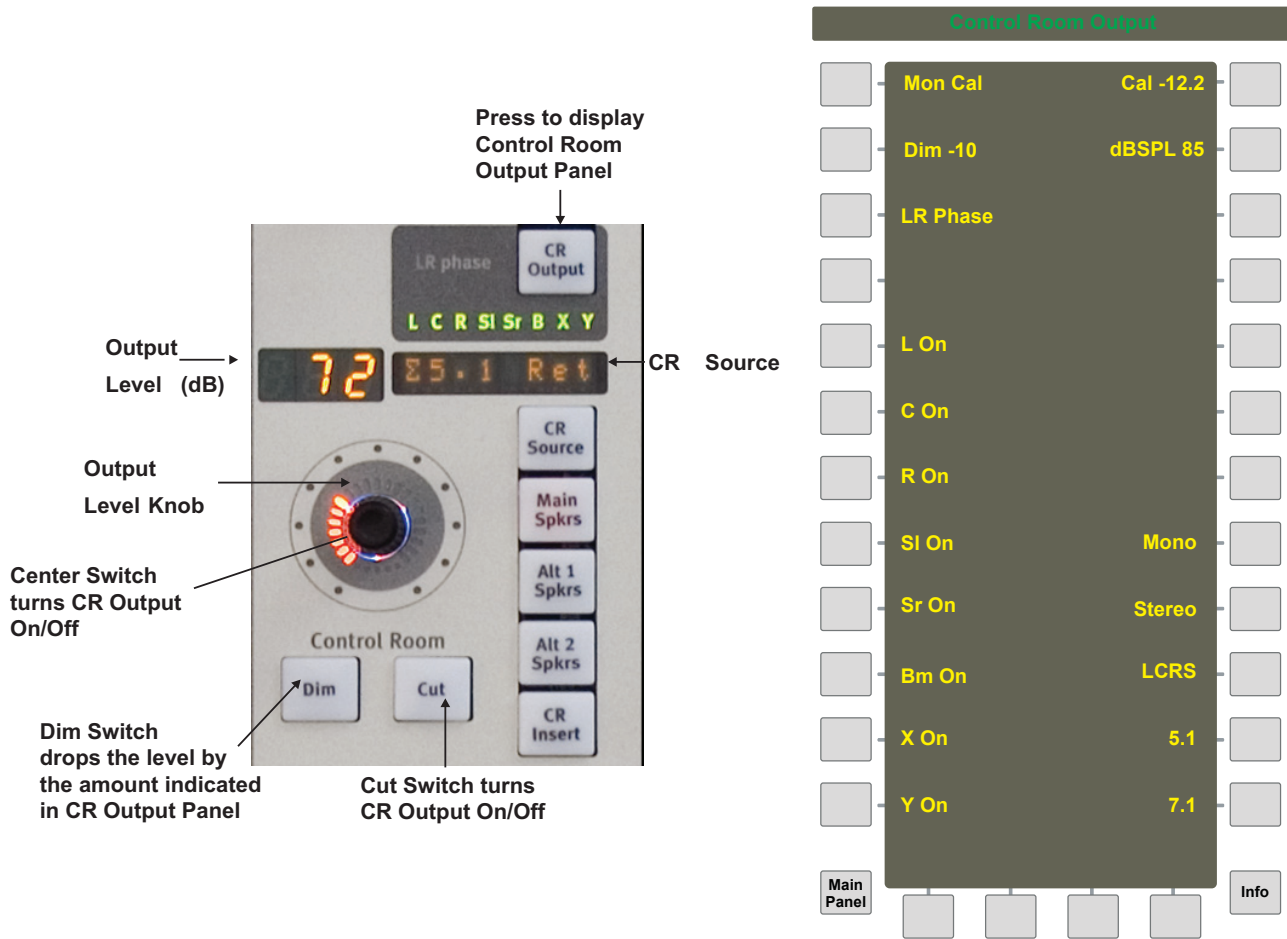 Press to display
Control Room
Output Panel
LR phase
CR
Output
L C R Sl Sr B X Y
Output
Level (dB)
72
Σ5.1 Ret
CR Source
CR
Source
Output
Level Knob
Main
Spkrs
Center Switch
turns CR Output
On/Off
Alt 1
Spkrs
Control Room
Alt 2
Spkrs
Dim
Cut
CR
Insert
Dim Switch
drops the level by
the amount indicated
in CR Output Panel
Cut Switch turns
CR Output On/Off
Control Room Output
Mon Cal Cal -12.2
Dim -10 dBSPL 85
LR Phase
L On
C On
R On
Sl On Mono
Sr On Stereo
Bm On LCRS
X On 5.1
Y On 7.1
Main
Panel
Info